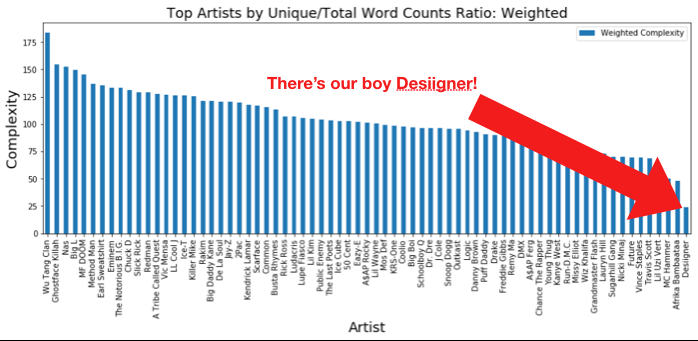 Top Artists by Unique/Total Word Counts Ratio: Weighted
Weighted Complexity
There's our boy Desiigner!
Complexity
175
150
125
100
75
50
25
0
Wu Tang Clan
Ghostface Killah
Nas
Big L
MF DOOM
Method Man
Earl Sweatshirt
Eminem
The Notorious B.I.G.
Chuck D
Slick Rick
Redman
A Tribe Called Quest
Vic Mensa
LL Cool J
Ice-T
Killer Mike
Rakim
Big Daddy Kane
De La Soul
Jay-Z
2Pac
Kendrick Lamar
Scarface
Common
Busta Rhymes
Rick Ross
Ludacris
Lupe Fiasco
Lil Kim
Public Enemy
The Last Poets
Ice Cube
50 Cent
Eazy-E
A$AP Rocky
Lil Wayne
Mos Def
KRS-One
Coolio
Big Boi
Schoolboy Q
Dr. Dre
J Cole
Snoop Dogg
Outkast
Logic
Danny Brown
Puff Daddy
Drake
Freddie Gibbs
Remy Ma
DMX
A$AP Ferg
Chance The Rapper
Young Thug
Kanye West
Run-D.M.C.
Missy Elliot
Wiz Khalifa
Grandmaster Flash
Lauryn Hill
Sugarhill Gang
Nicki Minaj
Future
Vince Staples
Travis Scott
Lil Uzi Vert
MC Hammer
Afrika Bambaataa
Desiigner
Artist